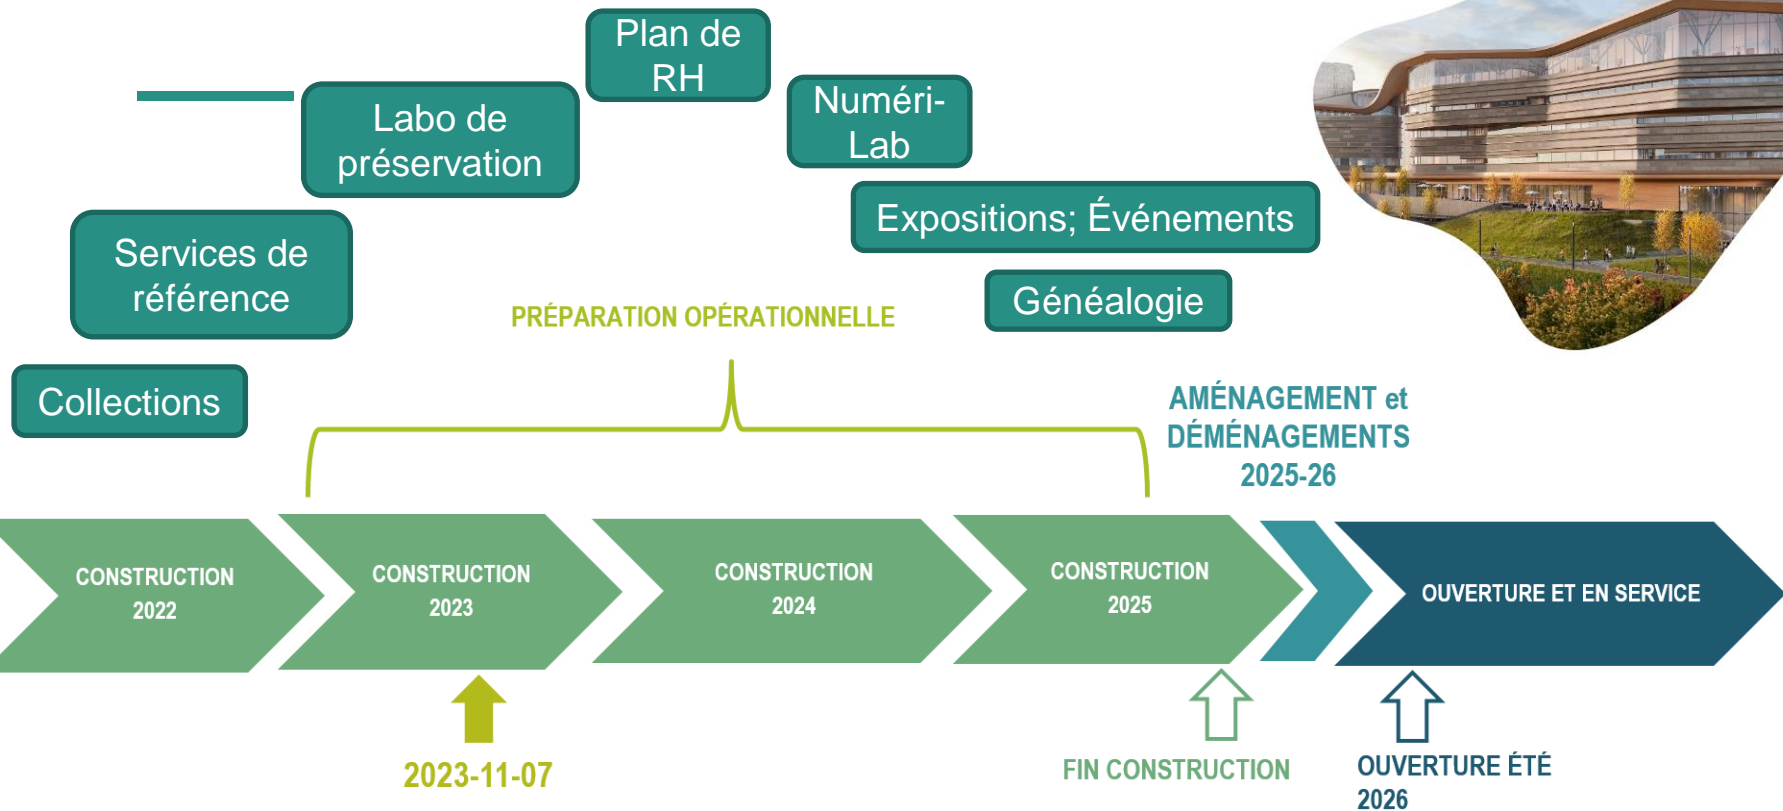 Plan de
RH
Labo de
préservation
Numéri-
Lab
Services de
référence
Expositions; Événements
Généalogie
Collections
PRÉPARATION OPÉRATIONNELLE
AMÉNAGEMENT et
DÉMÉNAGEMENTS
2025-26
CONSTRUCTION
2022
CONSTRUCTION
2023
CONSTRUCTION
2024
CONSTRUCTION
2025
OUVERTURE ET EN SERVICE
2023-11-07
FIN CONSTRUCTION
OUVERTURE ÉTÉ
2026